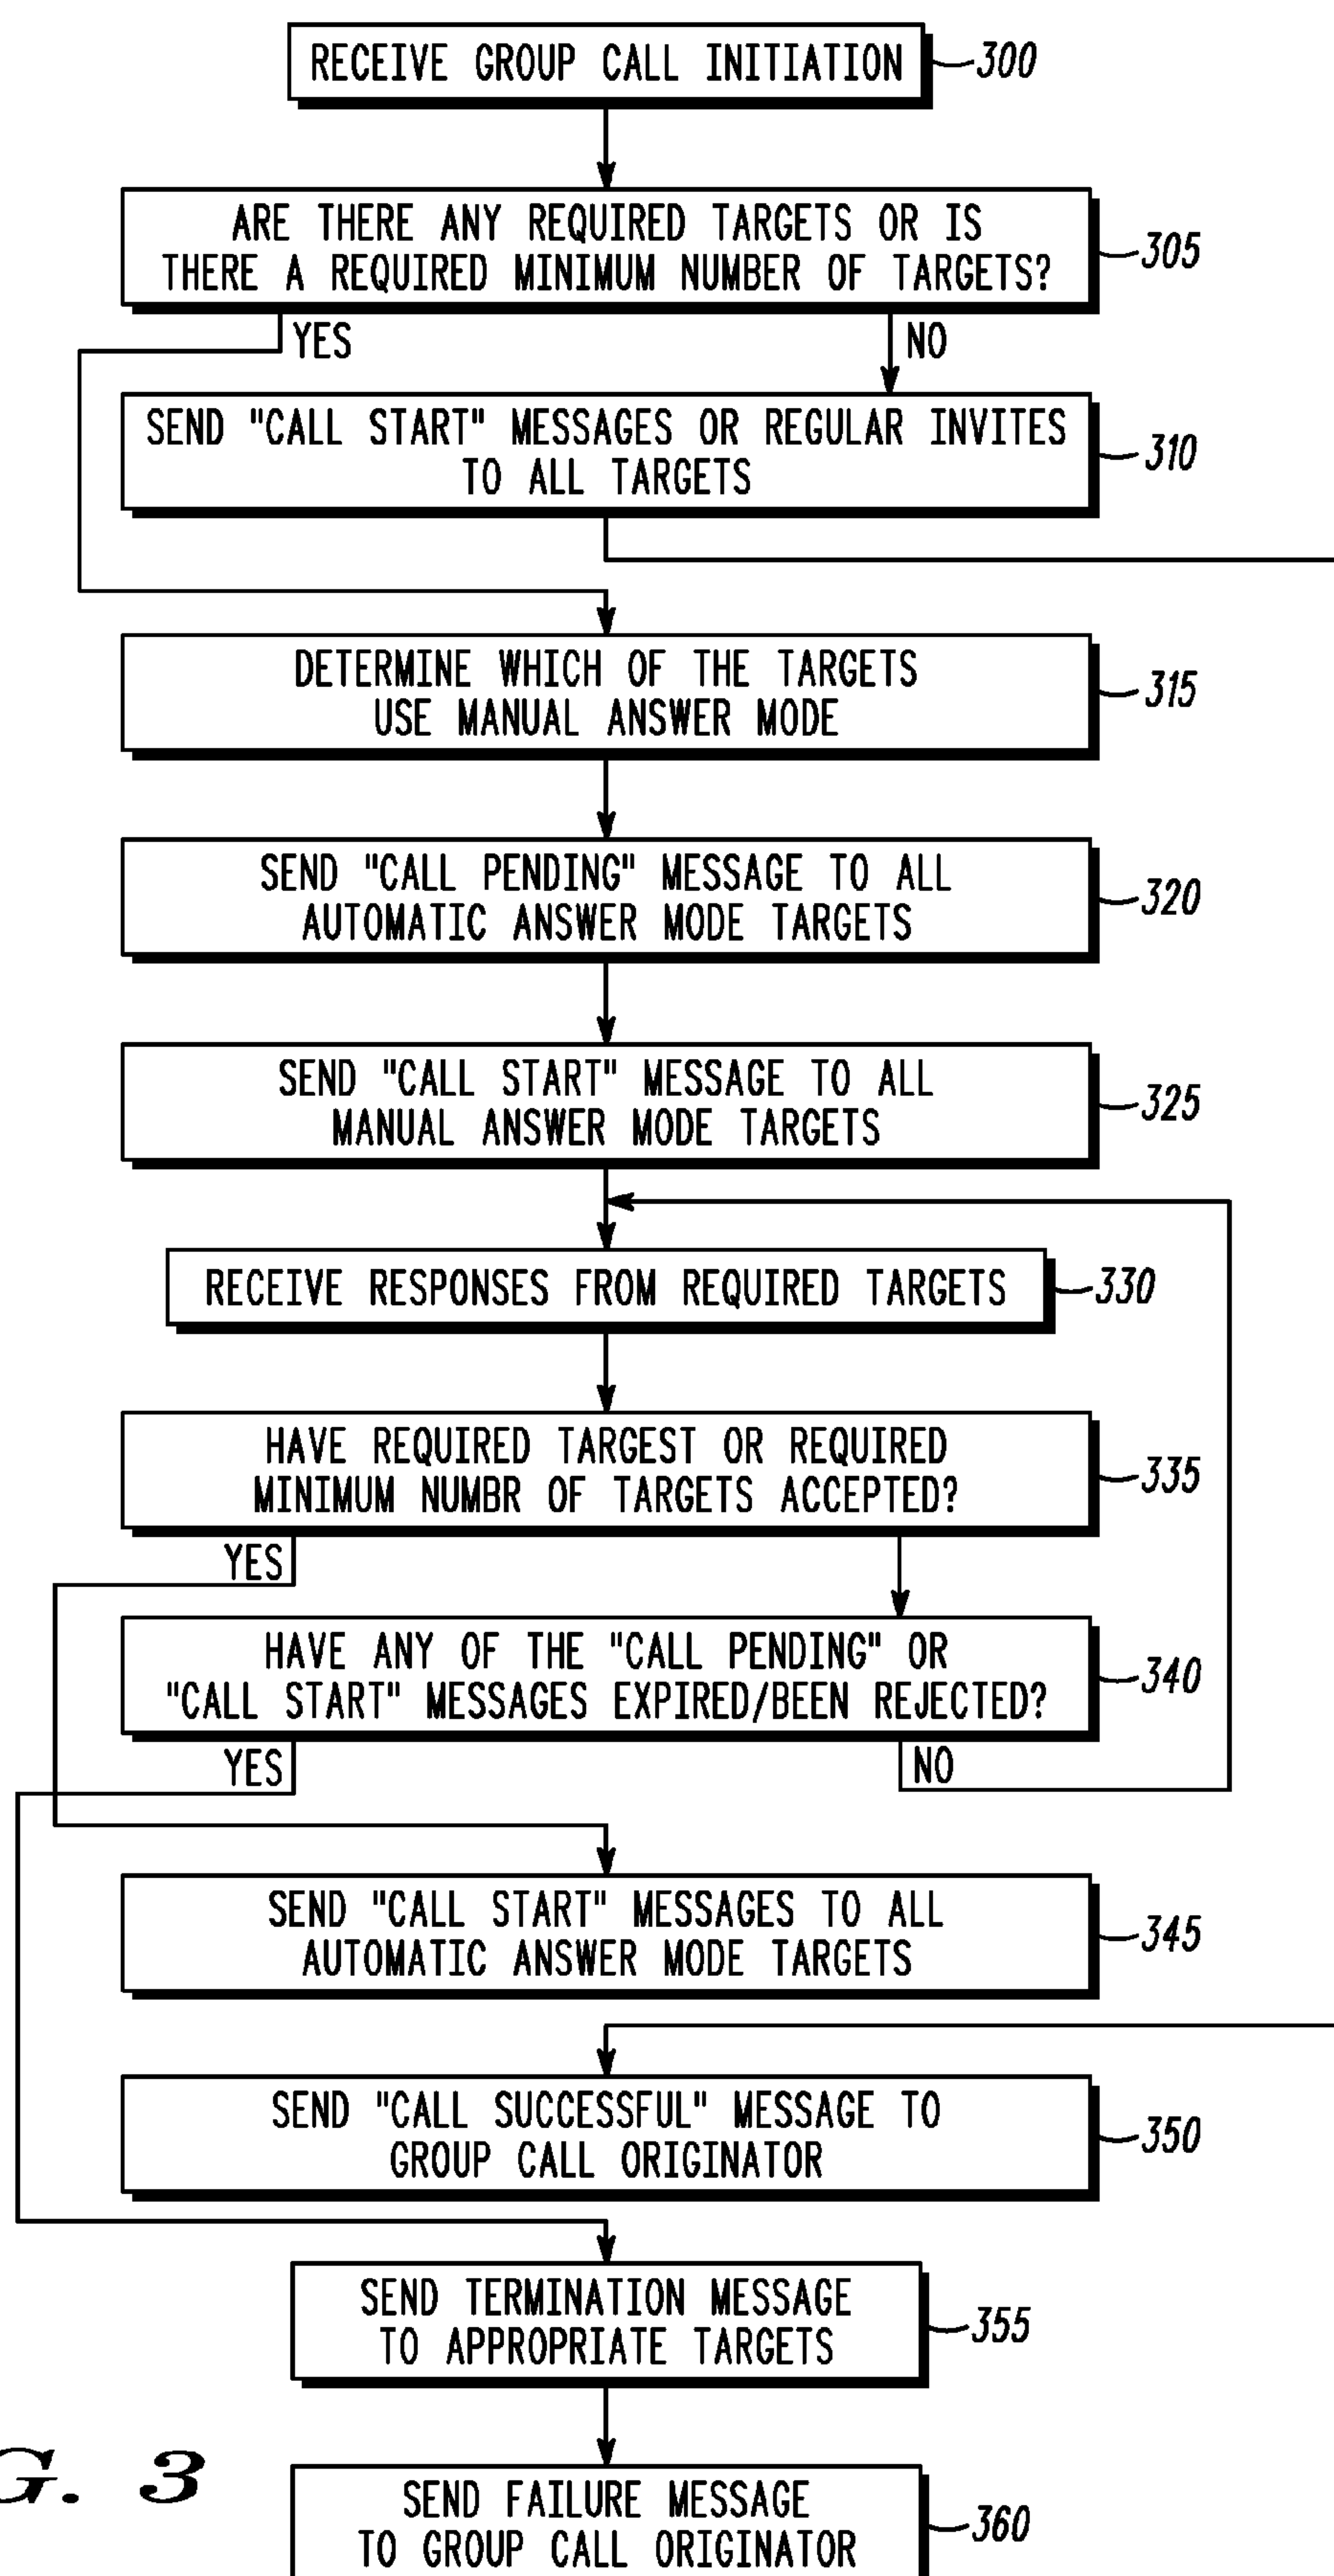 RECEIVE GROUP CALL INITIATION
300
ARE THERE ANY REQUIRED TARGETS OR IS
THERE A REQUIRED MINIMUM NUMBER OF TARGETS?
305
YES
NO
SEND "CALL START" MESSAGES OR REGULAR INVITES
TO ALL TARGETS
310
DETERMINE WHICH OF THE TARGETS
USE MANUAL ANSWER MODE
315
SEND "CALL PENDING" MESSAGE TO ALL
AUTOMATIC ANSWER MODE TARGETS
320
SEND "CALL START" MESSAGE TO ALL
MANUAL ANSWER MODE TARGETS
325
RECEIVE RESPONSES FROM REQUIRED TARGETS
330
HAVE REQUIRED TARGEST OR REQUIRED
MINIMUM NUMBR OF TARGETS ACCEPTED?
335
YES
HAVE ANY OF THE "CALL PENDING" OR
"CALL START" MESSAGES EXPIRED/BEEN REJECTED?
340
YES
NO
SEND "CALL START" MESSAGES TO ALL
AUTOMATIC ANSWER MODE TARGETS
345
SEND "CALL SUCCESSFUL" MESSAGE TO
GROUP CALL ORIGINATOR
350
SEND TERMINATION MESSAGE
TO APPROPRIATE TARGETS
355
G. 3
SEND FAILURE MESSAGE
TO GROUP CALL ORIGINATOR
360